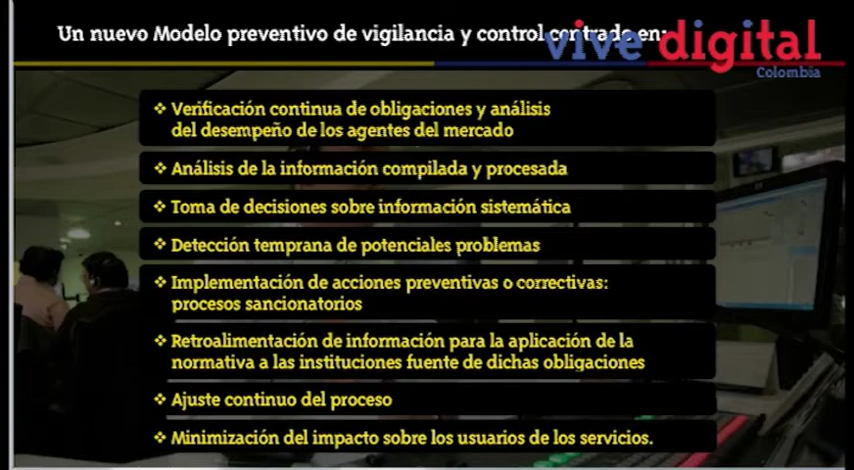 Un nuevo Modelo preventivo de vigilancia y control centrado en:
vive digital
Colombia
❖ Verificación continua de obligaciones y análisis
del desempeño de los agentes del mercado
❖ Análisis de la información compilada y procesada
❖ Toma de decisiones sobre información sistemática
❖ Detección temprana de potenciales problemas
❖ Implementación de acciones preventivas o correctivas:
procesos sancionatorios
❖ Retroalimentación de información para la aplicación de la
normativa a las instituciones fuente de dichas obligaciones
❖ Ajuste continuo del proceso
❖ Minimización del impacto sobre los usuarios de los servicios.